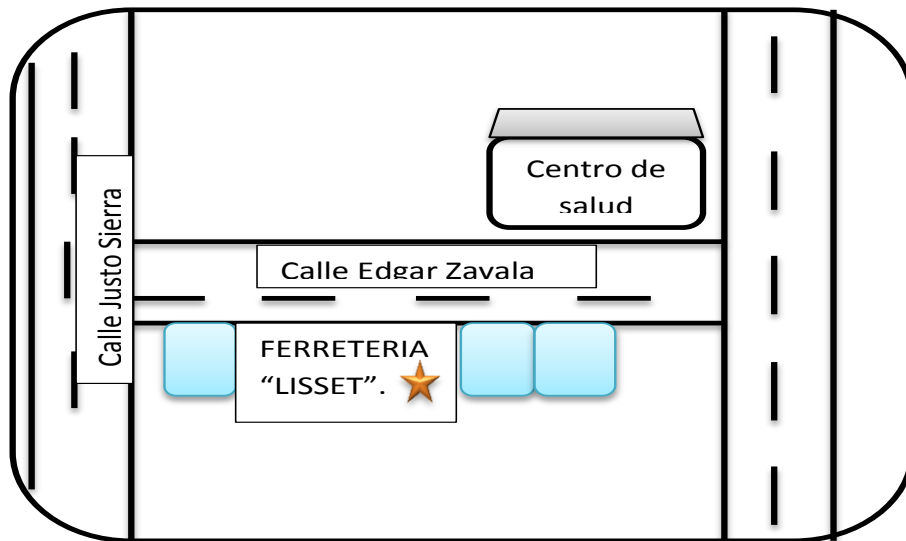 Centro de
salud
Calle Edgar Zavala
Calle Justo Sierra
FERRETERIA
“LISSET”.